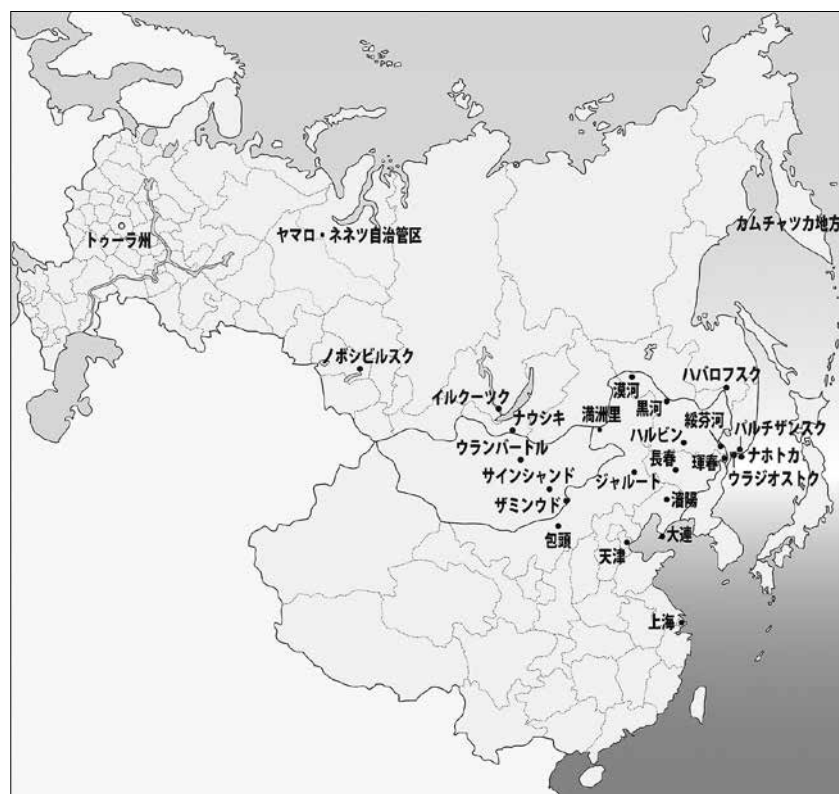 カムチャツカ地方
トゥーラ州
ヤマロ・ネネツ自治管区
ノボシビルスク
ハバロフスク
漠河
イルクーツク
黒河
満洲里
綏芬河
ナウシキ
パルチザンスク
ハルビン
ウランバートル
ナホトカ
長春
琿春
サインシャンド
ジャルート
ウラジオストク
ザミンウド
瀋陽
包頭
大連
天津
上海